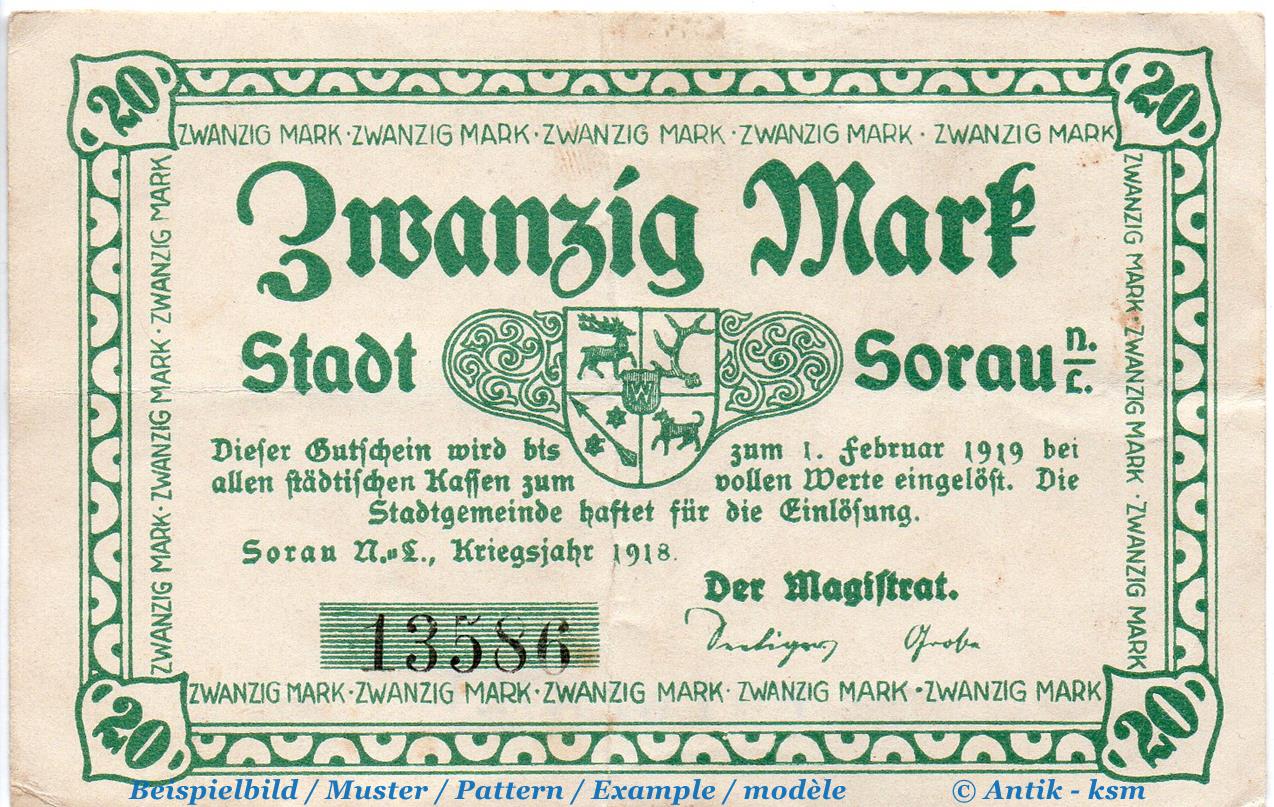 20 20
ZWANZIG MARK·ZWANZIG MARK·ZWANZIG MARK·ZWANZIG MARK·ZWANZIG MARK
ZWANZIG MARK·ZWANZIG MARK·ZWANZIG MARK
ZWANZIG MARK·ZWANZIG MARK·ZWANZIG MARK
Zwanzig Mark
Stadt Sorau N./L.
W
Dieser Gutschein wird bis zum 1. Februar 1919 bei
allen städtischen Kassen zum vollen Werte eingelöst. Die
Stadtgemeinde haftet für die Einlösung.
Sorau N.=L., Kriegsjahr 1918.
Der Magistrat.
13586
Seeliger Grobe
ZWANZIG MARK·ZWANZIG MARK·ZWANZIG MARK·ZWANZIG MARK·ZWANZIG MARK
20 20
Beispielbild / Muster / Pattern / Example / modèle © Antik - ksm